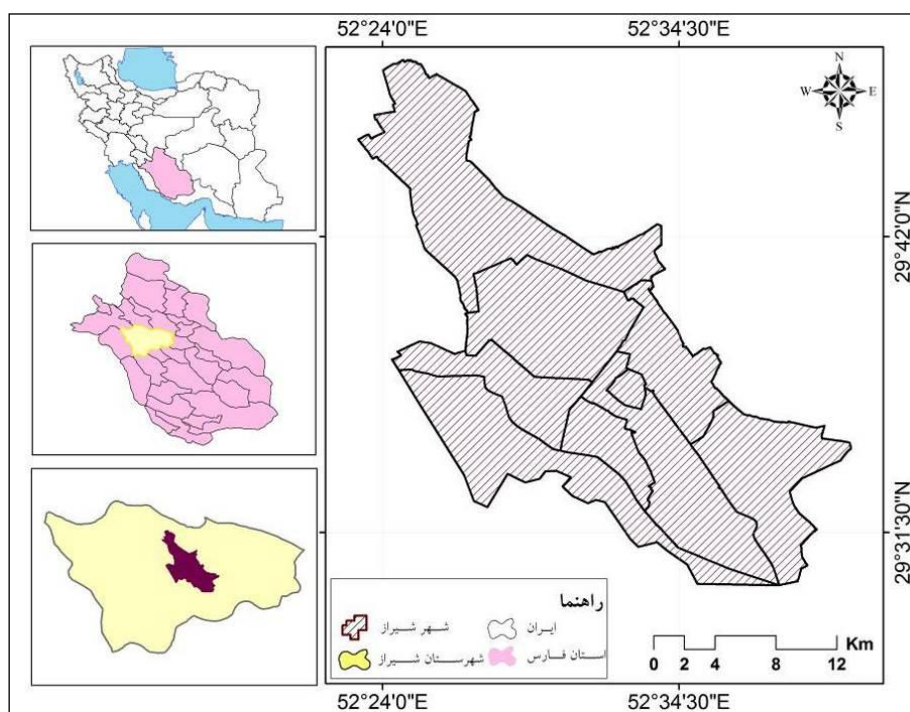 52°24'0"E 52°34'30"E
N
W E
S
29°42'0"N
29°31'30"N
راهنما
ایران شهر شیراز
استان فارس شهرستان شیراز
Km
0 2 4 8 12
52°24'0"E 52°34'30"E